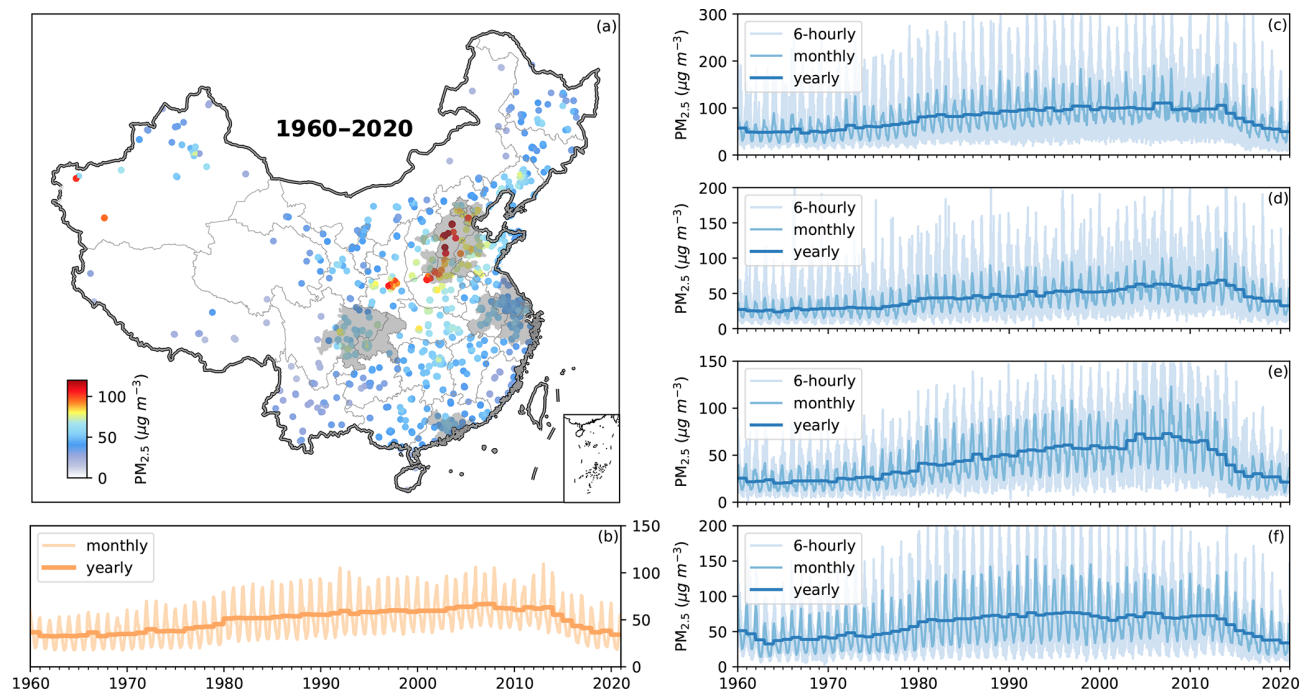 (a)
1960–2020
100
50
0
PM2.5 (μg m−3)
(b)
monthly
yearly
150
100
50
0
1960 1970 1980 1990 2000 2010 2020
(c)
6-hourly
monthly
yearly
300
200
100
0
PM2.5 (μg m−3)
(d)
6-hourly
monthly
yearly
200
150
100
50
0
PM2.5 (μg m−3)
(e)
6-hourly
monthly
yearly
150
100
50
0
PM2.5 (μg m−3)
(f)
6-hourly
monthly
yearly
200
150
100
50
0
PM2.5 (μg m−3)
1960 1970 1980 1990 2000 2010 2020